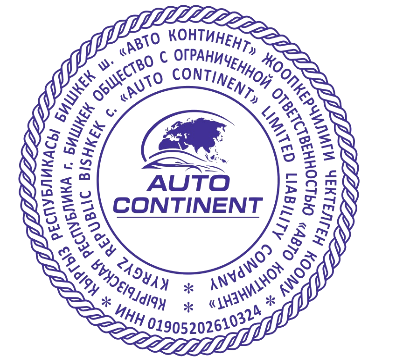 КЫРГЫЗ РЕСПУБЛИКАСЫ БИШКЕК ш. «АВТО КОНТИНЕНТ» ЖООПКЕРЧИЛИГИ ЧЕКТЕЛГЕН КООМУ
* ИНН 01905202610324 *
КЫРГЫЗСКАЯ РЕСПУБЛИКА г. БИШКЕК ОБЩЕСТВО С ОГРАНИЧЕННОЙ ОТВЕТСТВЕННОСТЬЮ «АВТО КОНТИНЕНТ» *
KYRGYZ REPUBLIC BISHKEK c. «AUTO CONTINENT» LIMITED LIABILITY COMPANY *
AUTO
CONTINENT